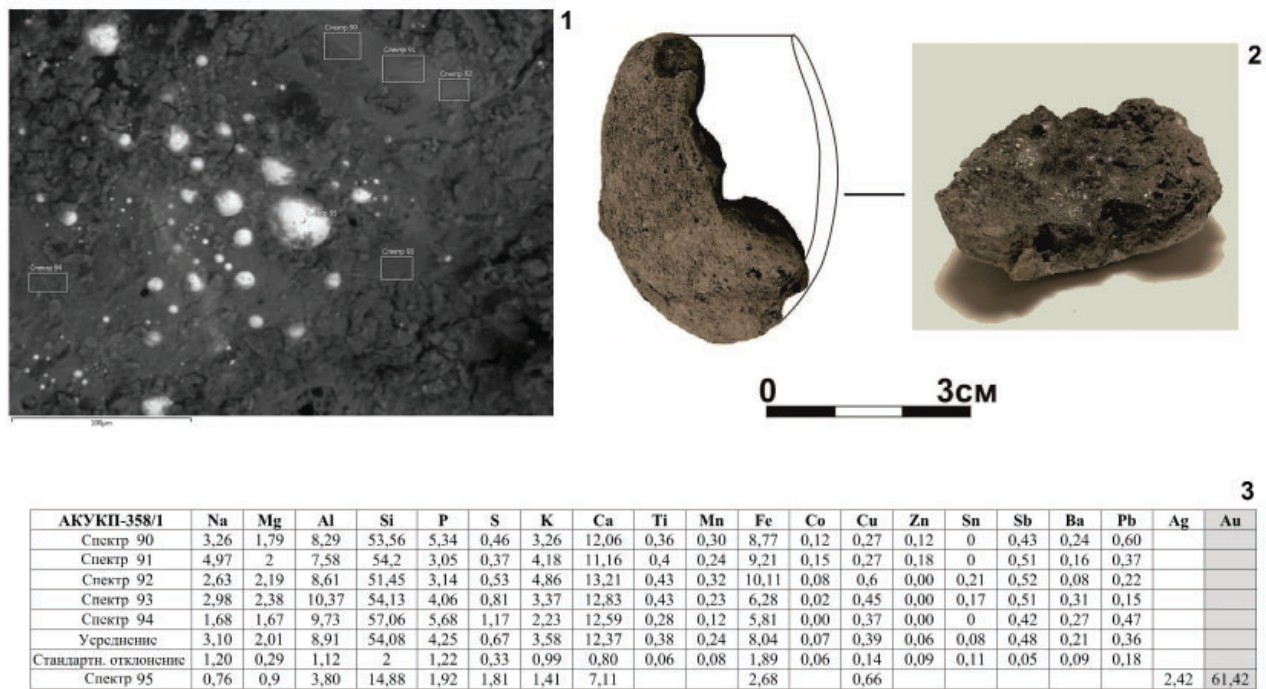 1
2
Спектр 90
Спектр 91
Спектр 92
Спектр 95
Спектр 93
Спектр 94
200µm
0 3см
3
АКУКП-358/1 Na Mg Al Si P S K Ca Ti Mn Fe Co Cu Zn Sn Sb Ba Pb Ag Au
Спектр 90 3,26 1,79 8,29 53,56 5,34 0,46 3,26 12,06 0,36 0,30 8,77 0,12 0,27 0,12 0 0,43 0,24 0,60
Спектр 91 4,97 2 7,58 54,2 3,05 0,37 4,18 11,16 0,4 0,24 9,21 0,15 0,27 0,18 0 0,51 0,16 0,37
Спектр 92 2,63 2,19 8,61 51,45 3,14 0,53 4,86 13,21 0,43 0,32 10,11 0,08 0,6 0,00 0,21 0,52 0,08 0,22
Спектр 93 2,98 2,38 10,37 54,13 4,06 0,81 3,37 12,83 0,43 0,23 6,28 0,02 0,45 0,00 0,17 0,51 0,31 0,15
Спектр 94 1,68 1,67 9,73 57,06 5,68 1,17 2,23 12,59 0,28 0,12 5,81 0,00 0,37 0,00 0 0,42 0,27 0,47
Усреднение 3,10 2,01 8,91 54,08 4,25 0,67 3,58 12,37 0,38 0,24 8,04 0,07 0,39 0,06 0,08 0,48 0,21 0,36
Стандартн. отклонение 1,20 0,29 1,12 2 1,22 0,33 0,99 0,80 0,06 0,08 1,89 0,06 0,14 0,09 0,11 0,05 0,09 0,18
Спектр 95 0,76 0,9 3,80 14,88 1,92 1,81 1,41 7,11 2,68 0,66 2,42 61,42